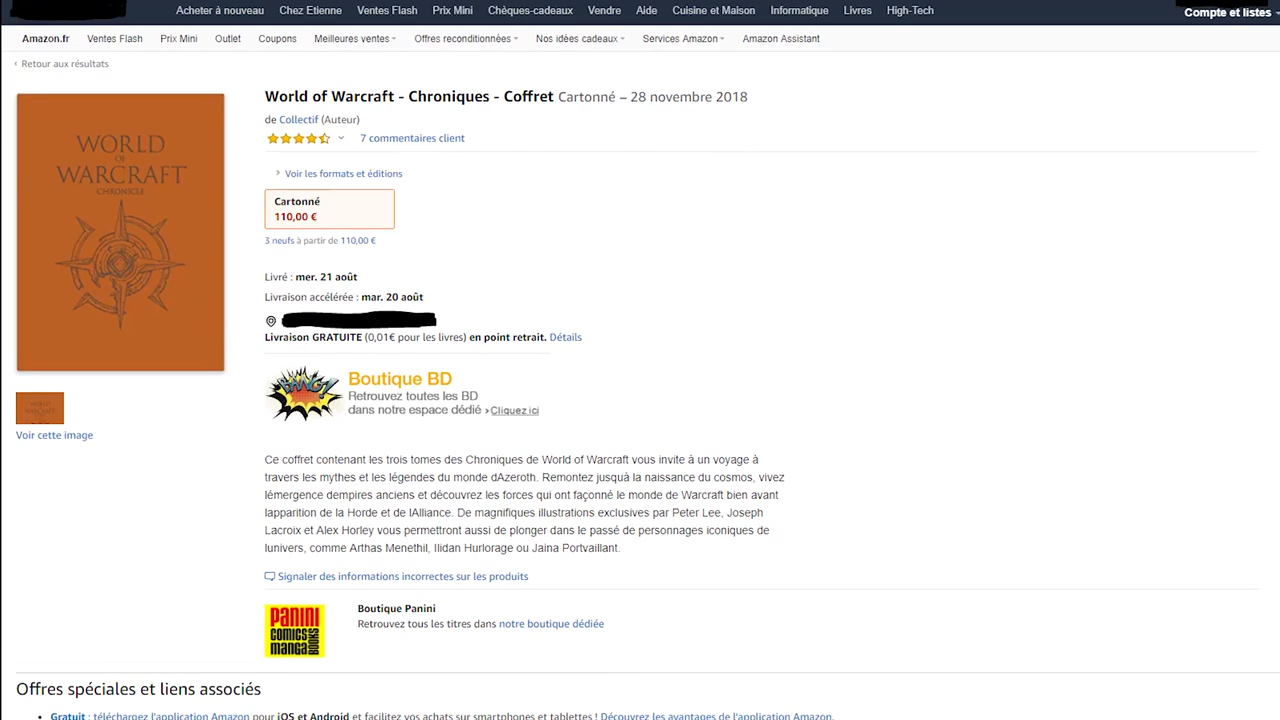 Acheter à nouveau Chez Etienne Ventes Flash Prix Mini Chèques-cadeaux Vendre Aide Cuisine et Maison Informatique Livres High-Tech
Compte et listes
Amazon.fr Ventes Flash Prix Mini Outlet Coupons Meilleures ventes Offres reconditionnées Nos idées cadeaux Services Amazon Amazon Assistant
‹ Retour aux résultats
World of Warcraft - Chroniques - Coffret Cartonné – 28 novembre 2018
de Collectif (Auteur)
7 commentaires client
Voir les formats et éditions
Cartonné
110,00 €
3 neufs à partir de 110,00 €
Livré : mer. 21 août
Livraison accélérée : mar. 20 août
Livraison GRATUITE (0,01€ pour les livres) en point retrait. Détails
WORLD
OF
WARCRAFT
CHRONICLE
WORLD
WARCRAFT
Voir cette image
BANGZ
Boutique BD
Retrouvez toutes les BD
dans notre espace dédié › Cliquez ici
Ce coffret contenant les trois tomes des Chroniques de World of Warcraft vous invite à un voyage à
travers les mythes et les légendes du monde dAzeroth. Remontez jusquà la naissance du cosmos, vivez
lémergence dempires anciens et découvrez les forces qui ont façonné le monde de Warcraft bien avant
lapparition de la Horde et de lAlliance. De magnifiques illustrations exclusives par Peter Lee, Joseph
Lacroix et Alex Horley vous permettront aussi de plonger dans le passé de personnages iconiques de
lunivers, comme Arthas Menethil, Ilidan Hurlorage ou Jaina Portvaillant.
Signaler des informations incorrectes sur les produits
PANINI
COMICS
MANGA
BOOKS
Boutique Panini
Retrouvez tous les titres dans notre boutique dédiée
Offres spéciales et liens associés
• Gratuit : téléchargez l'application Amazon pour iOS et Android et facilitez vos achats sur smartphones et tablettes ! Découvrez les avantages de l'application Amazon.